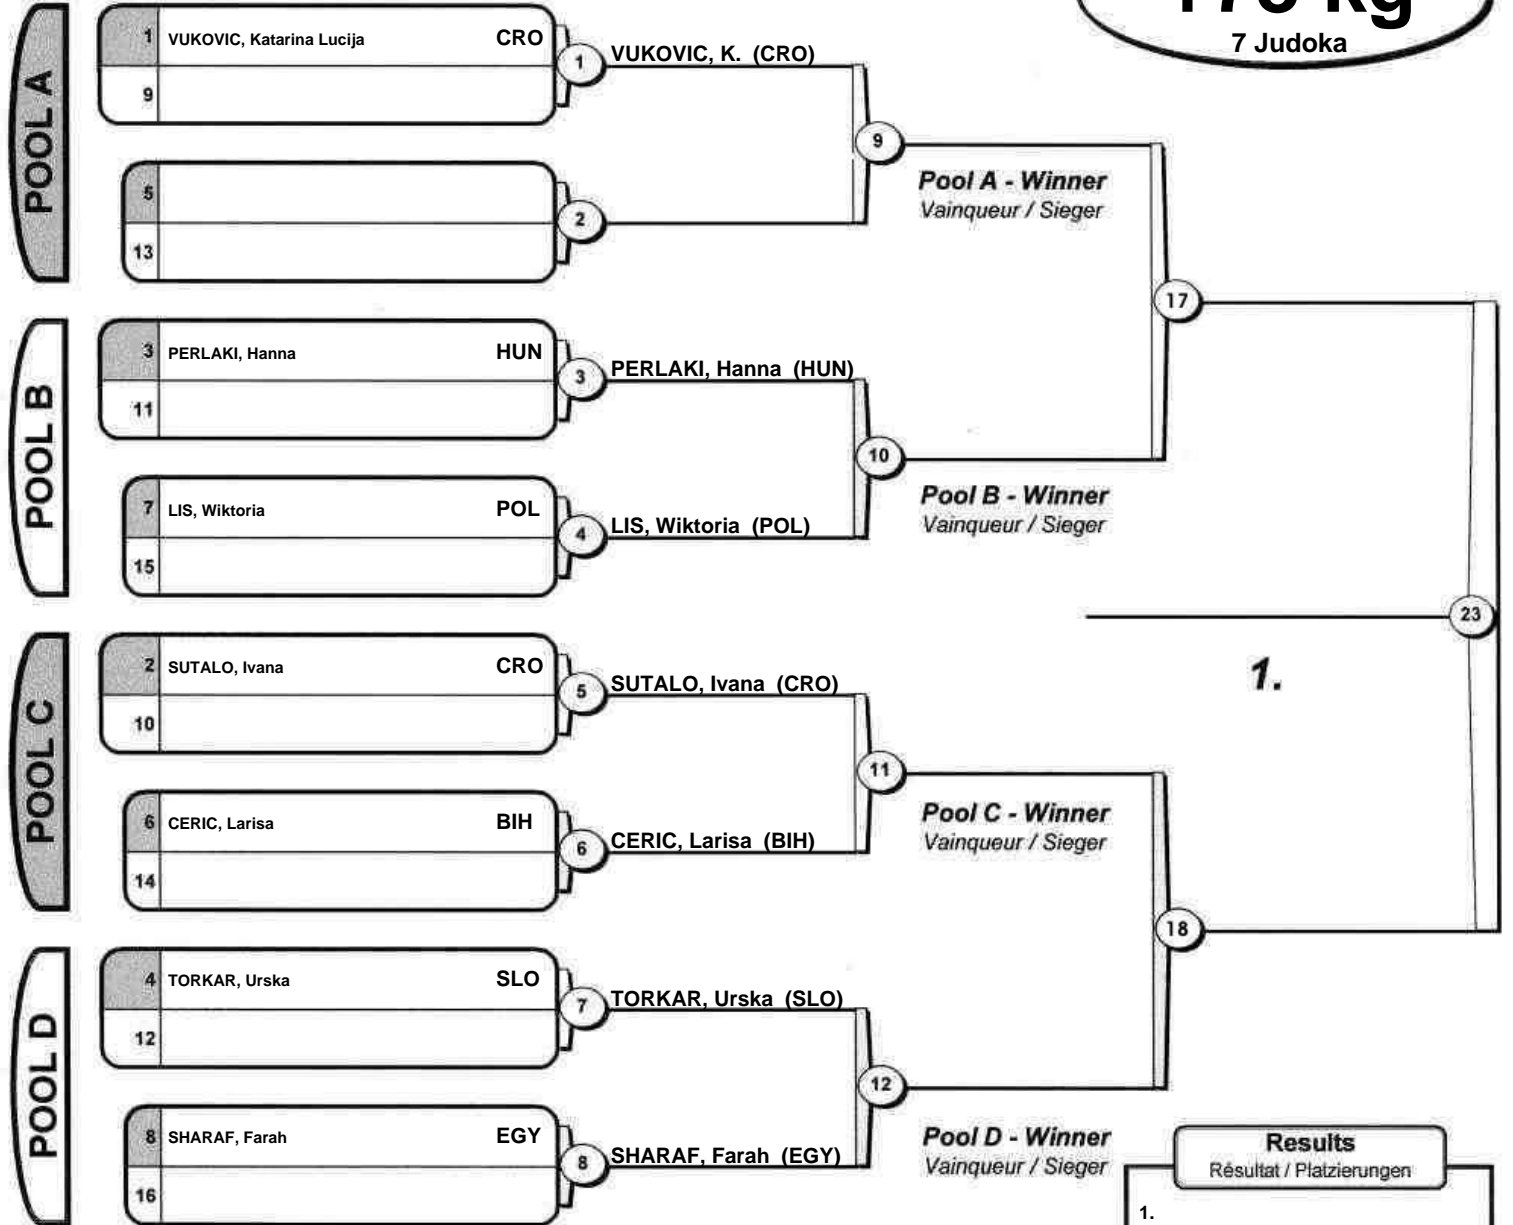 7 Judoka
POOL A
1 VUKOVIC, Katarina Lucija CRO
9
1
VUKOVIC, K. (CRO)
5
13
2
9
Pool A - Winner
Vainqueur / Sieger
POOL B
3 PERLAKI, Hanna HUN
11
3
PERLAKI, Hanna (HUN)
7 LIS, Wiktoria POL
15
4
LIS, Wiktoria (POL)
10
Pool B - Winner
Vainqueur / Sieger
17
POOL C
2 SUTALO, Ivana CRO
10
5
SUTALO, Ivana (CRO)
6 CERIC, Larisa BIH
14
6
CERIC, Larisa (BIH)
11
Pool C - Winner
Vainqueur / Sieger
23
1.
POOL D
4 TORKAR, Urska SLO
12
7
TORKAR, Urska (SLO)
8 SHARAF, Farah EGY
16
8
SHARAF, Farah (EGY)
12
Pool D - Winner
Vainqueur / Sieger
18
Results
Résultat / Platzierungen
1.